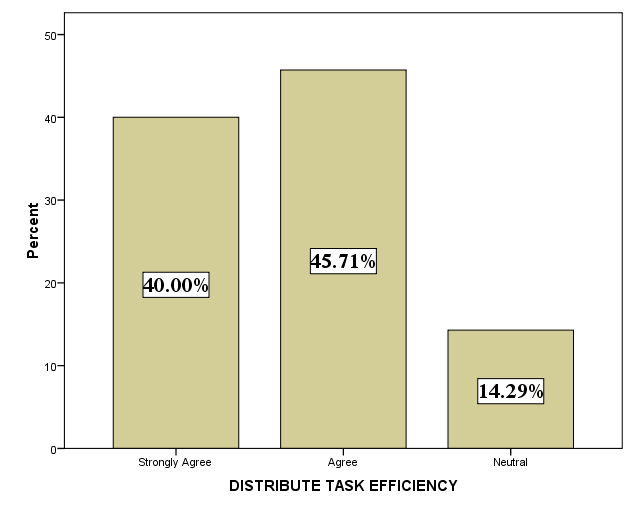 50
40
30
20
10
0
Percent
40.00%
45.71%
14.29%
Strongly Agree
Agree
Neutral
DISTRIBUTE TASK EFFICIENCY